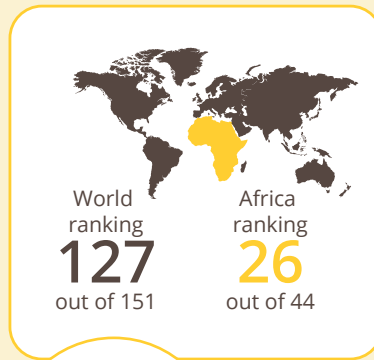 World
ranking
127
out of 151
Africa
ranking
26
out of 44